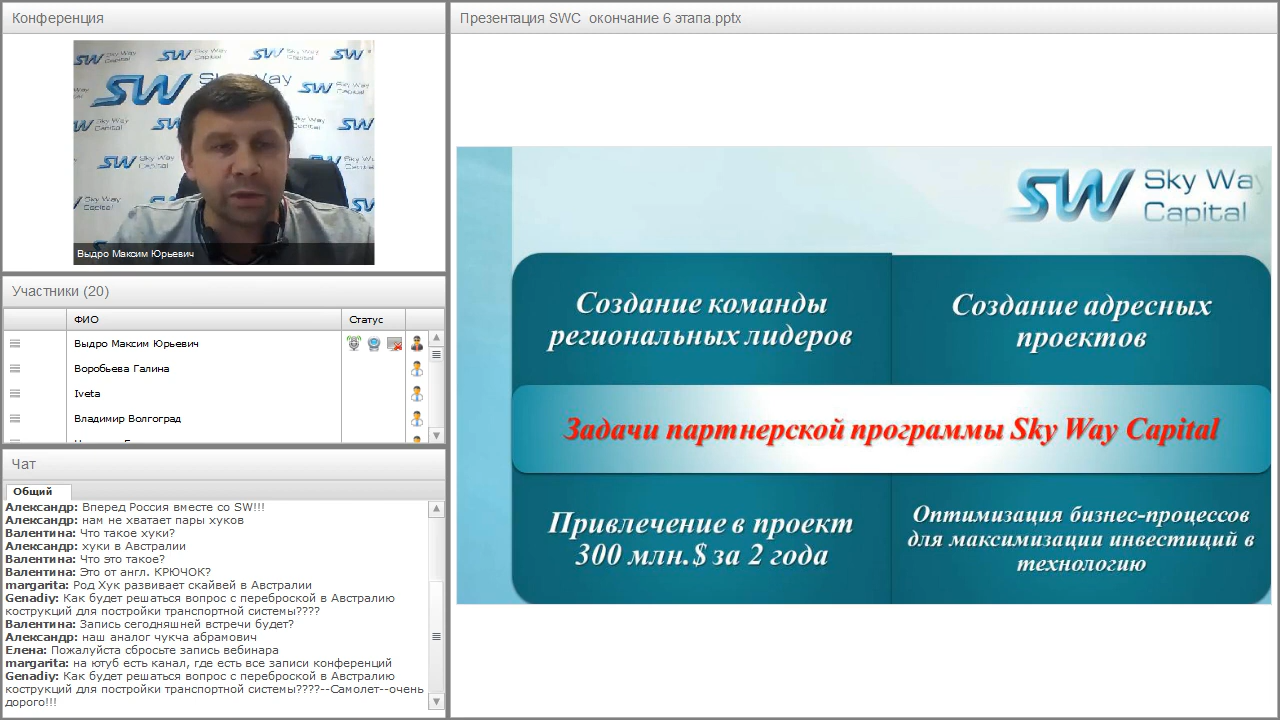 Конференция
SW Sky Way Capital
Выдро Максим Юрьевич
Участники (20)
ФИО
Статус
Выдро Максим Юрьевич
Воробьева Галина
Iveta
Владимир Волгоград
Чат
Общий
Александр: Вперед Россия вместе со SW!!!
Александр: нам не хватает пары хуков
Валентина: Что такое хуки?
Александр: хуки в Австралии
Валентина: Что это такое?
Валентина: Это от англ. КРЮЧОК?
margarita: Род Хук развивает скайвей в Австралии
Genadiy: Как будет решаться вопрос с переброской в Австралию
кострукций для постройки транспортной системы????
Валентина: Запись сегодняшней встречи будет?
Александр: наш аналог чукча абрамович
Елена: Пожалуйста сбросьте запись вебинара
margarita: на ютуб есть канал, где есть все записи конференций
Genadiy: Как будет решаться вопрос с переброской в Австралию
кострукций для постройки транспортной системы????--Самолет--очень
дорого!!!
Презентация SWC окончание 6 этапа.pptx
SW Sky Way
Capital
Создание команды
региональных лидеров
Создание адресных
проектов
Задачи партнерской программы Sky Way Capital
Привлечение в проект
300 млн.$ за 2 года
Оптимизация бизнес-процессов
для максимизации инвестиций в
технологию